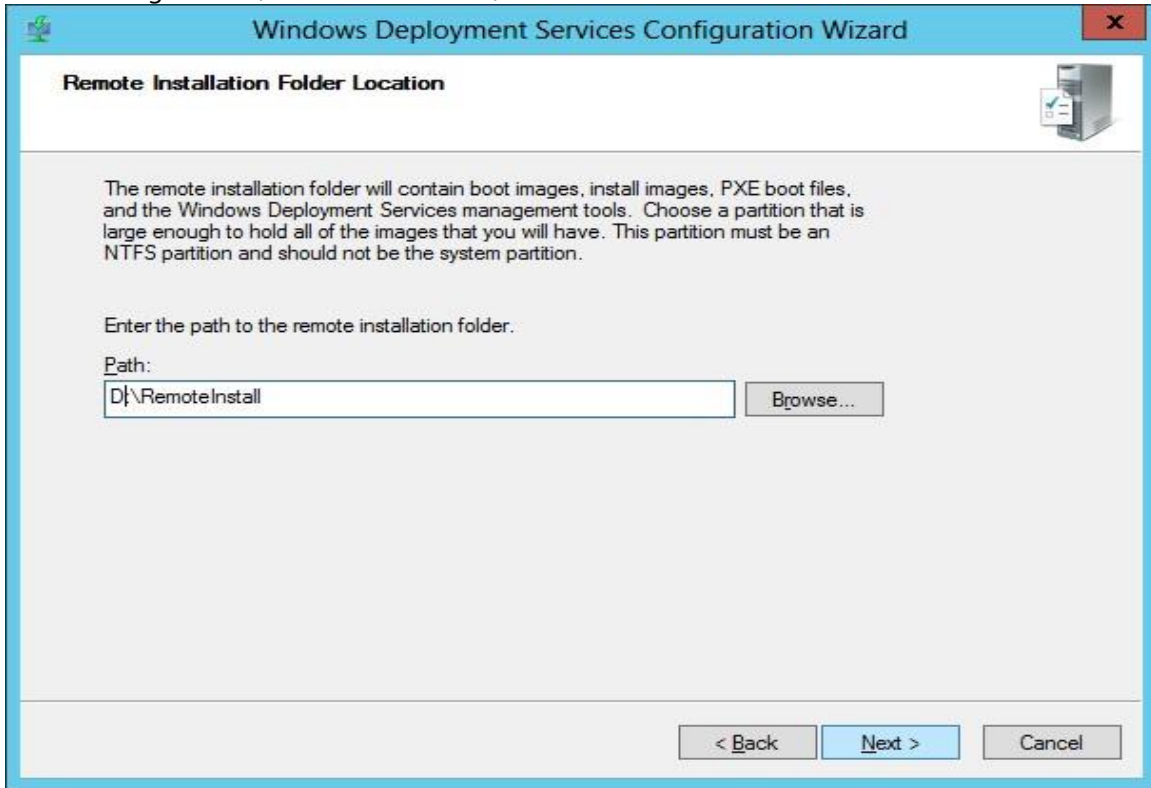 Windows Deployment Services Configuration Wizard
x
Remote Installation Folder Location
The remote installation folder will contain boot images, install images, PXE boot files,
and the Windows Deployment Services management tools. Choose a partition that is
large enough to hold all of the images that you will have. This partition must be an
NTFS partition and should not be the system partition.
Enter the path to the remote installation folder.
Path:
D:\RemoteInstall
Browse...
< Back
Next >
Cancel